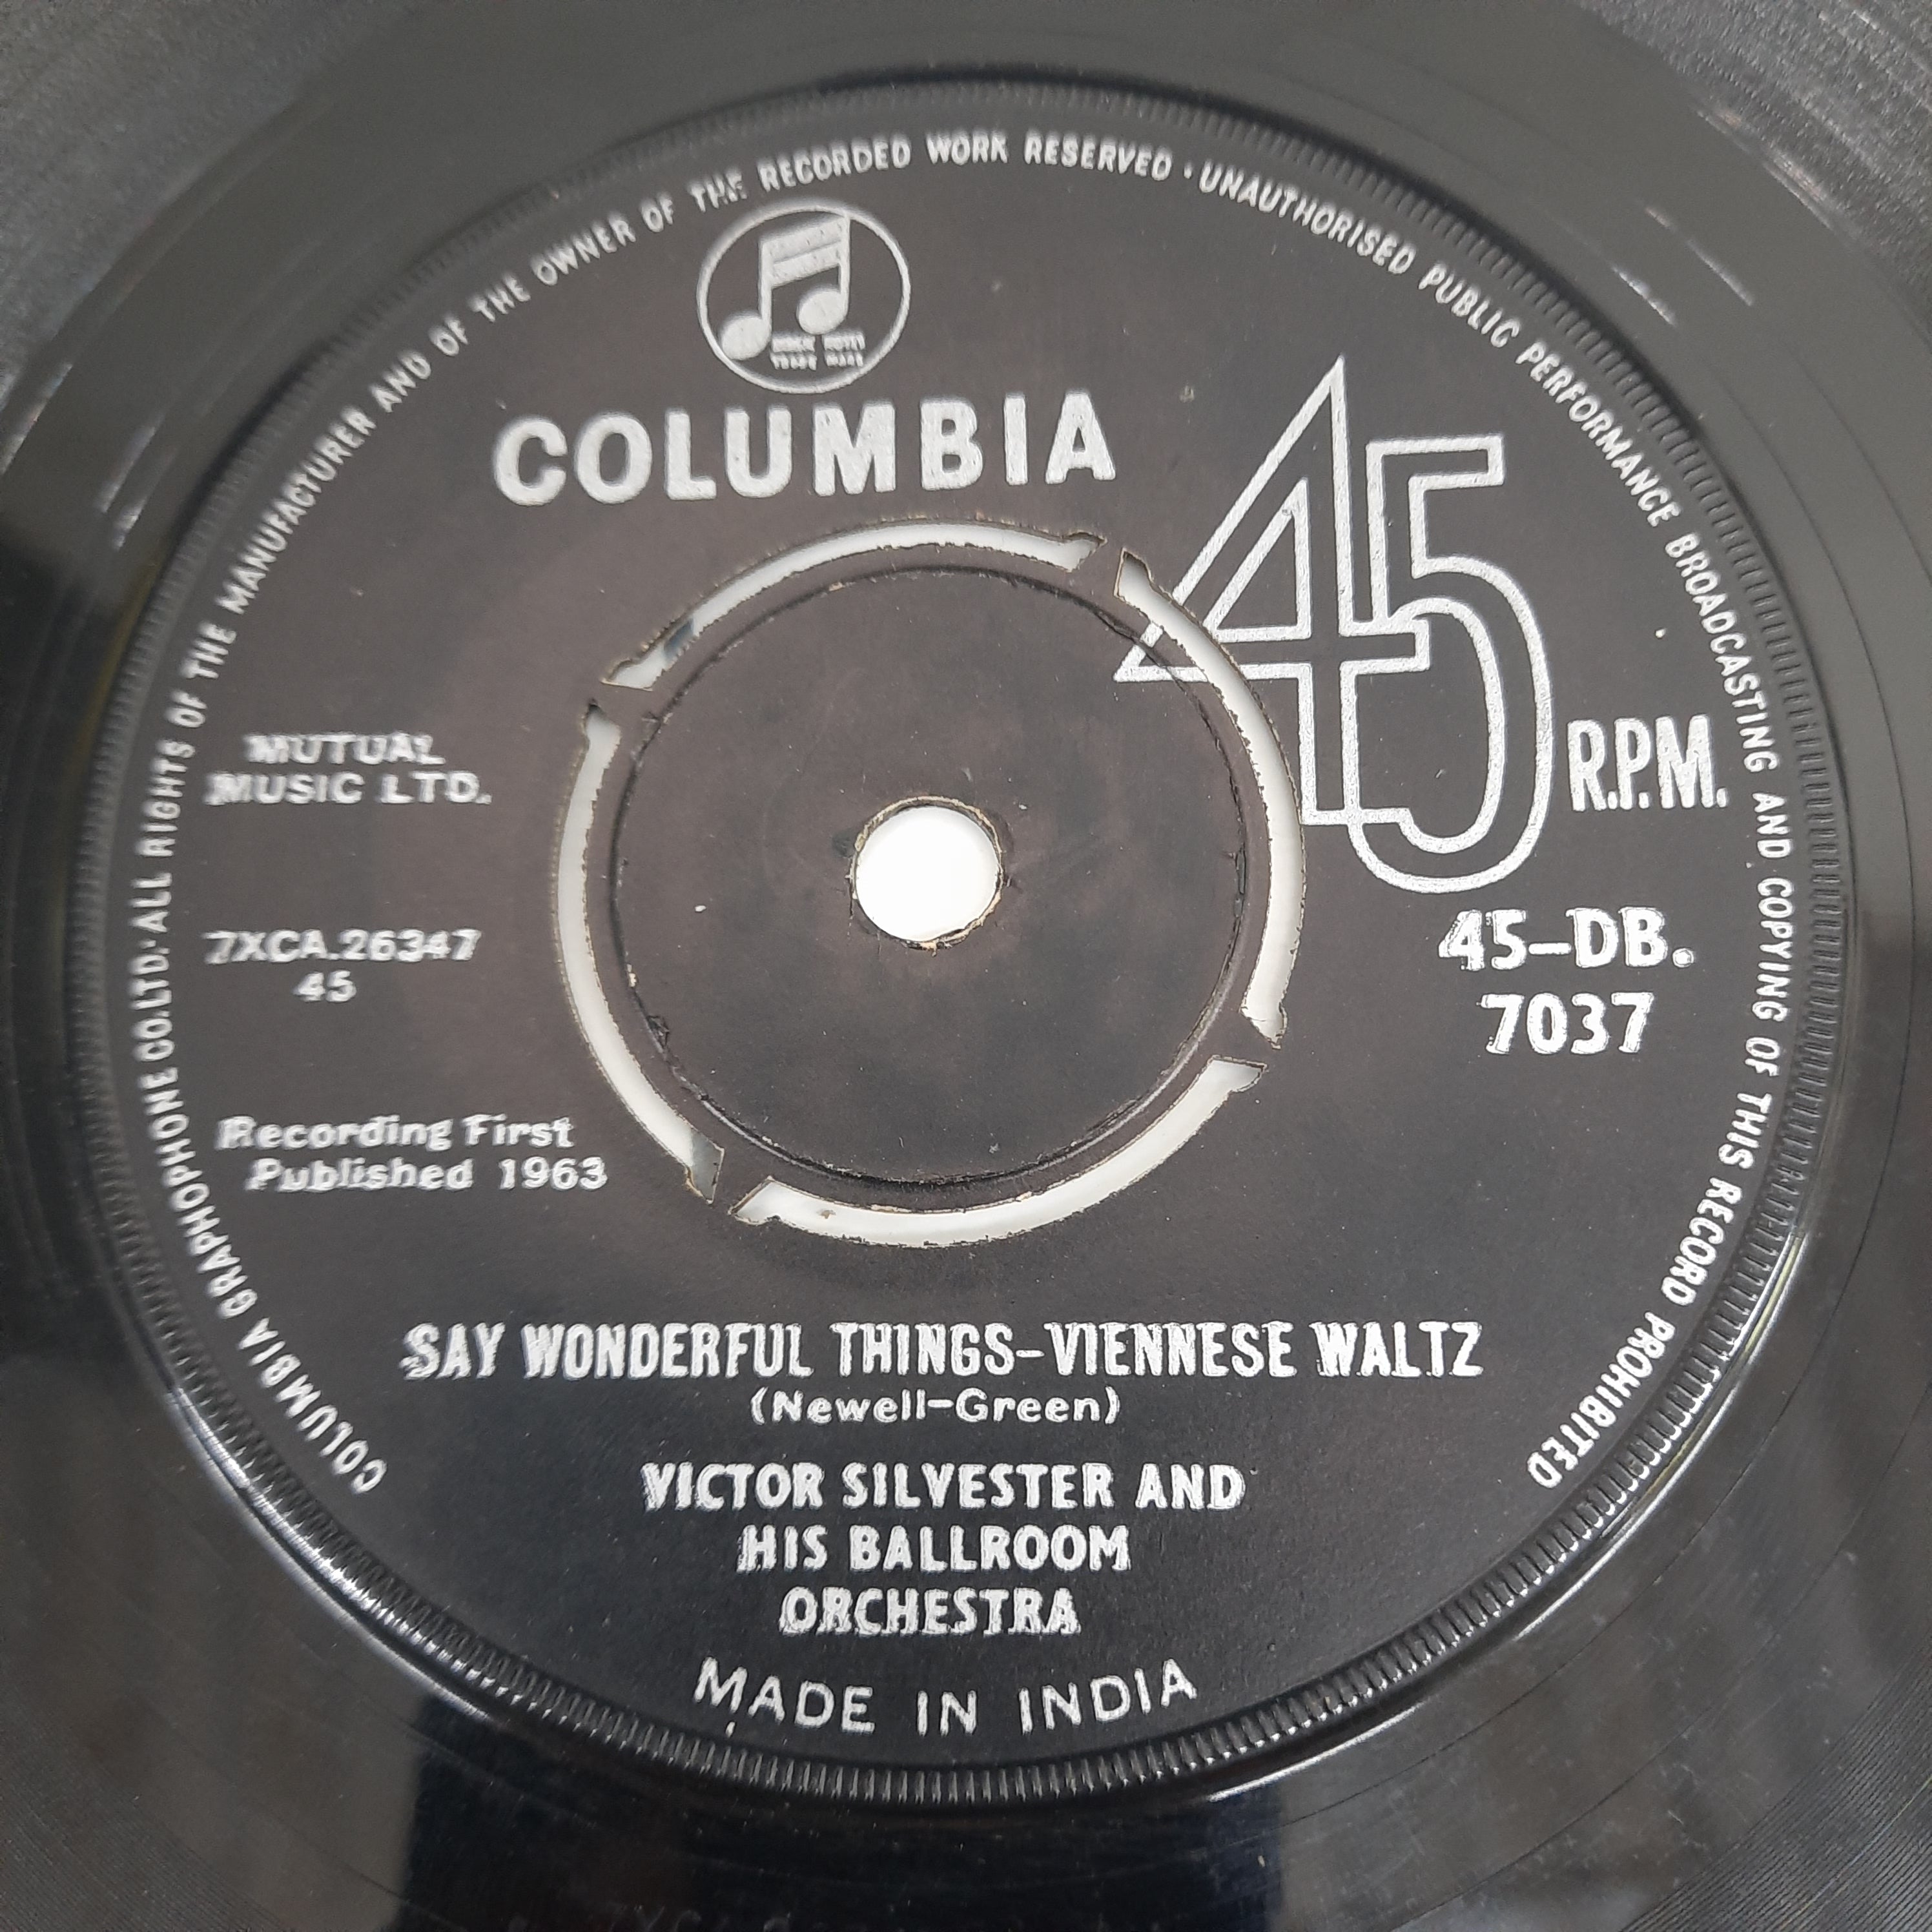 COLUMBIA GRAPHOPHONE CO.LTD. ALL RIGHTS OF THE MANUFACTURER AND OF THE OWNER OF THE RECORDED WORK RESERVED · UNAUTHORISED PUBLIC PERFORMANCE BROADCASTING AND COPYING OF THIS RECORD PROHIBITED
TRADE MARK
COLUMBIA
45 R.P.M.
MUTUAL
MUSIC LTD.
7XCA.26347
45
45-DB.
7037
Recording First
Published 1963
SAY WONDERFUL THINGS-VIENNESE WALTZ
(Newell-Green)
VICTOR SILVESTER AND
HIS BALLROOM
ORCHESTRA
MADE IN INDIA